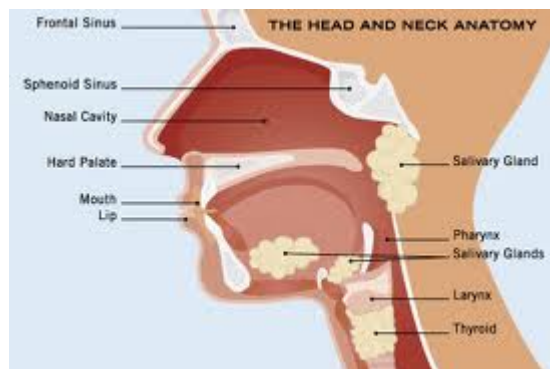 THE HEAD AND NECK ANATOMY
Frontal Sinus
Sphenoid Sinus
Nasal Cavity
Hard Palate
Mouth
Lip
Salivary Gland
Pharynx
Salivary Glands
Larynx
Thyroid